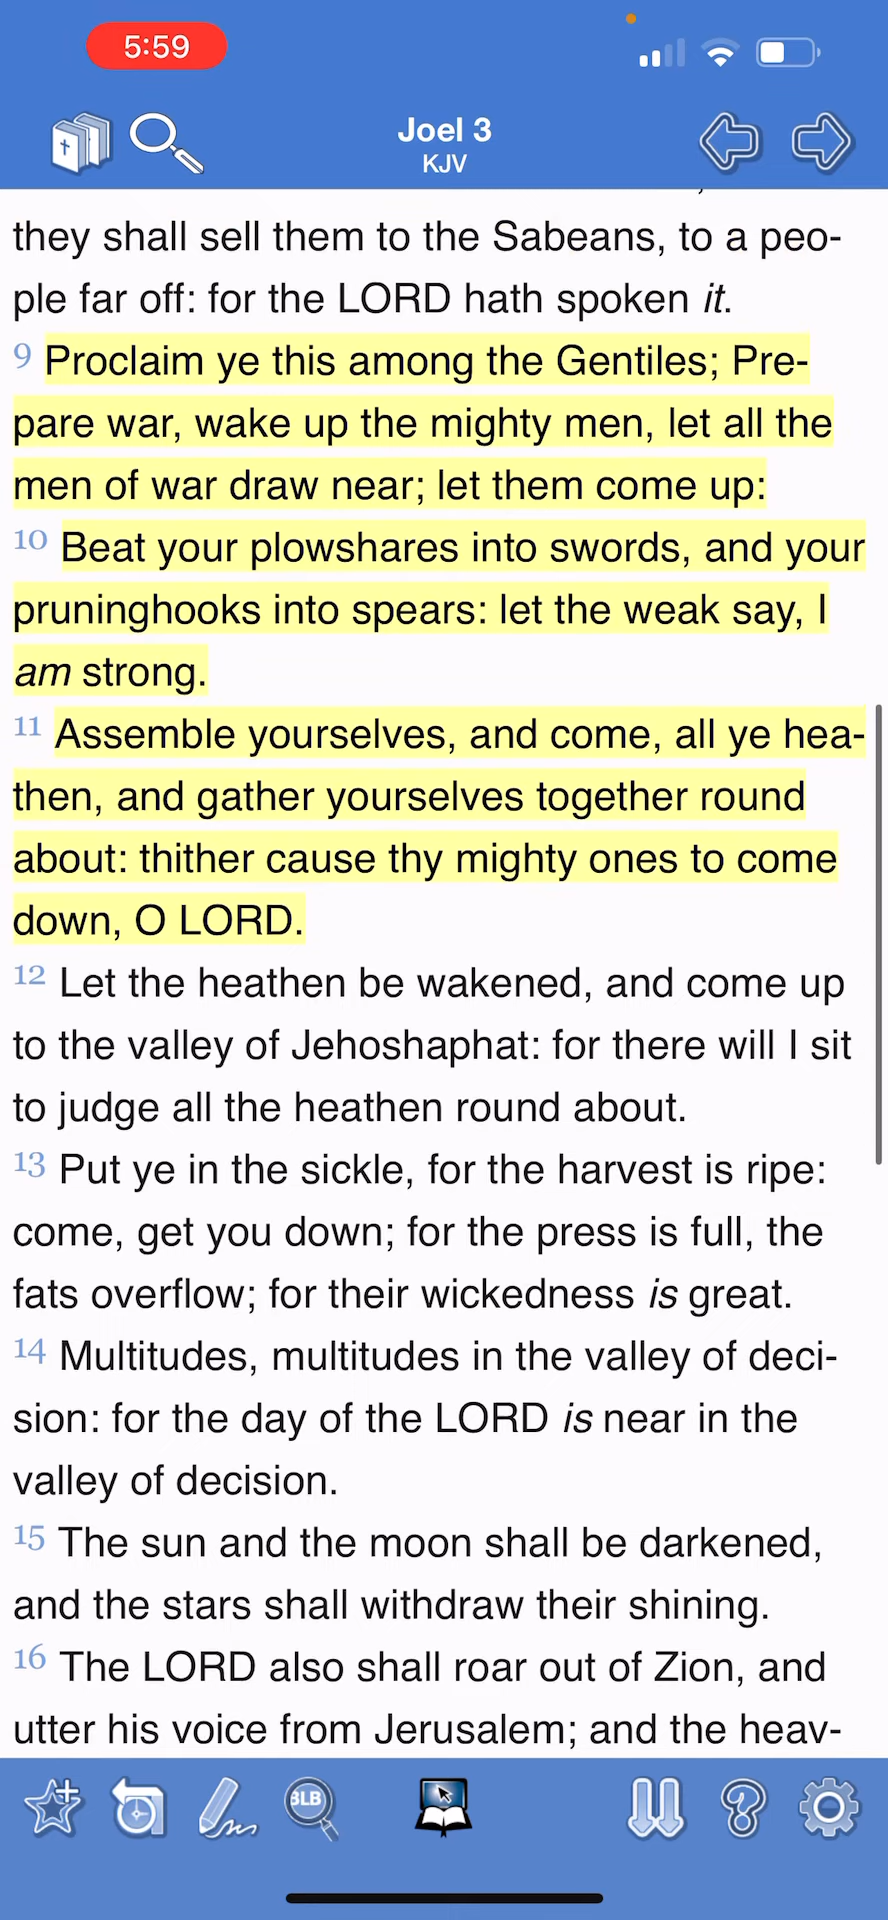 5:59
Joel 3
KJV
they shall sell them to the Sabeans, to a peo-
ple far off: for the LORD hath spoken it.
9 Proclaim ye this among the Gentiles; Pre-
pare war, wake up the mighty men, let all the
men of war draw near; let them come up:
10 Beat your plowshares into swords, and your
pruninghooks into spears: let the weak say, I
am strong.
11 Assemble yourselves, and come, all ye hea-
then, and gather yourselves together round
about: thither cause thy mighty ones to come
down, O LORD.
12 Let the heathen be wakened, and come up
to the valley of Jehoshaphat: for there will I sit
to judge all the heathen round about.
13 Put ye in the sickle, for the harvest is ripe:
come, get you down; for the press is full, the
fats overflow; for their wickedness is great.
14 Multitudes, multitudes in the valley of deci-
sion: for the day of the LORD is near in the
valley of decision.
15 The sun and the moon shall be darkened,
and the stars shall withdraw their shining.
16 The LORD also shall roar out of Zion, and
utter his voice from Jerusalem; and the heav-
BLB